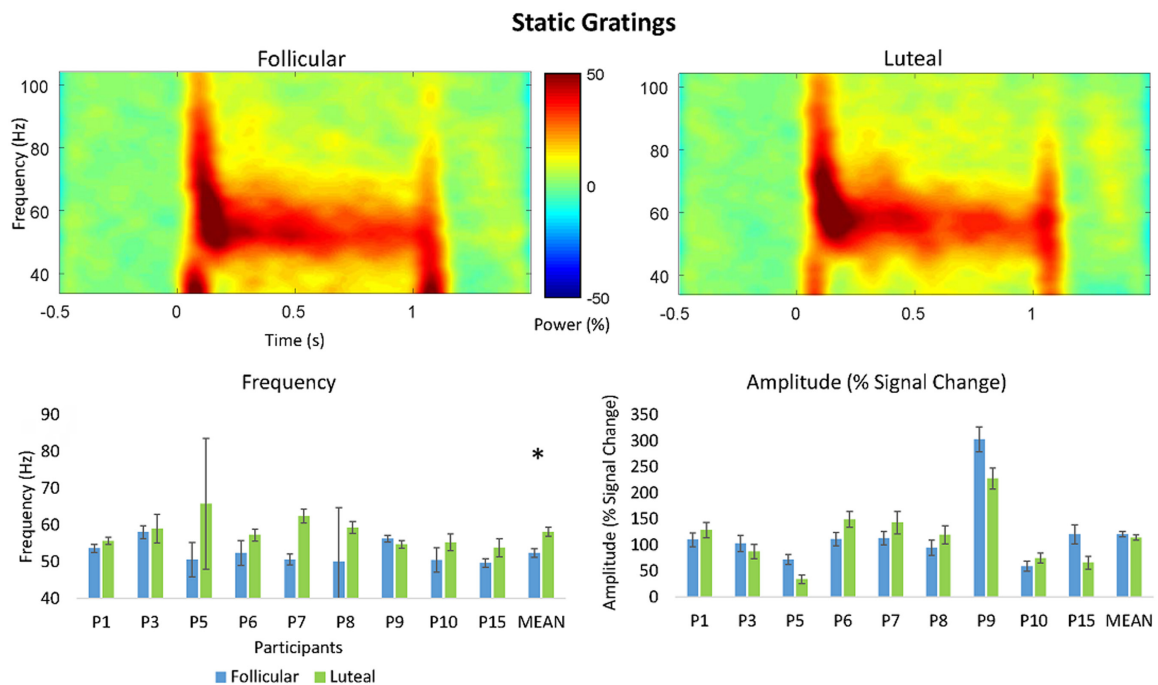 Static Gratings
Follicular
Luteal
Frequency (Hz)
100
80
60
40
-0.5
0
0.5
1
Time (s)
50
0
-50
Power (%)
100
80
60
40
-0.5
0
0.5
1
Frequency
Frequency (Hz)
90
80
70
60
50
40
*
P1 P3 P5 P6 P7 P8 P9 P10 P15 MEAN
Participants
Follicular Luteal
Amplitude (% Signal Change)
Amplitude (% Signal Change)
350
300
250
200
150
100
50
0
P1 P3 P5 P6 P7 P8 P9 P10 P15 MEAN